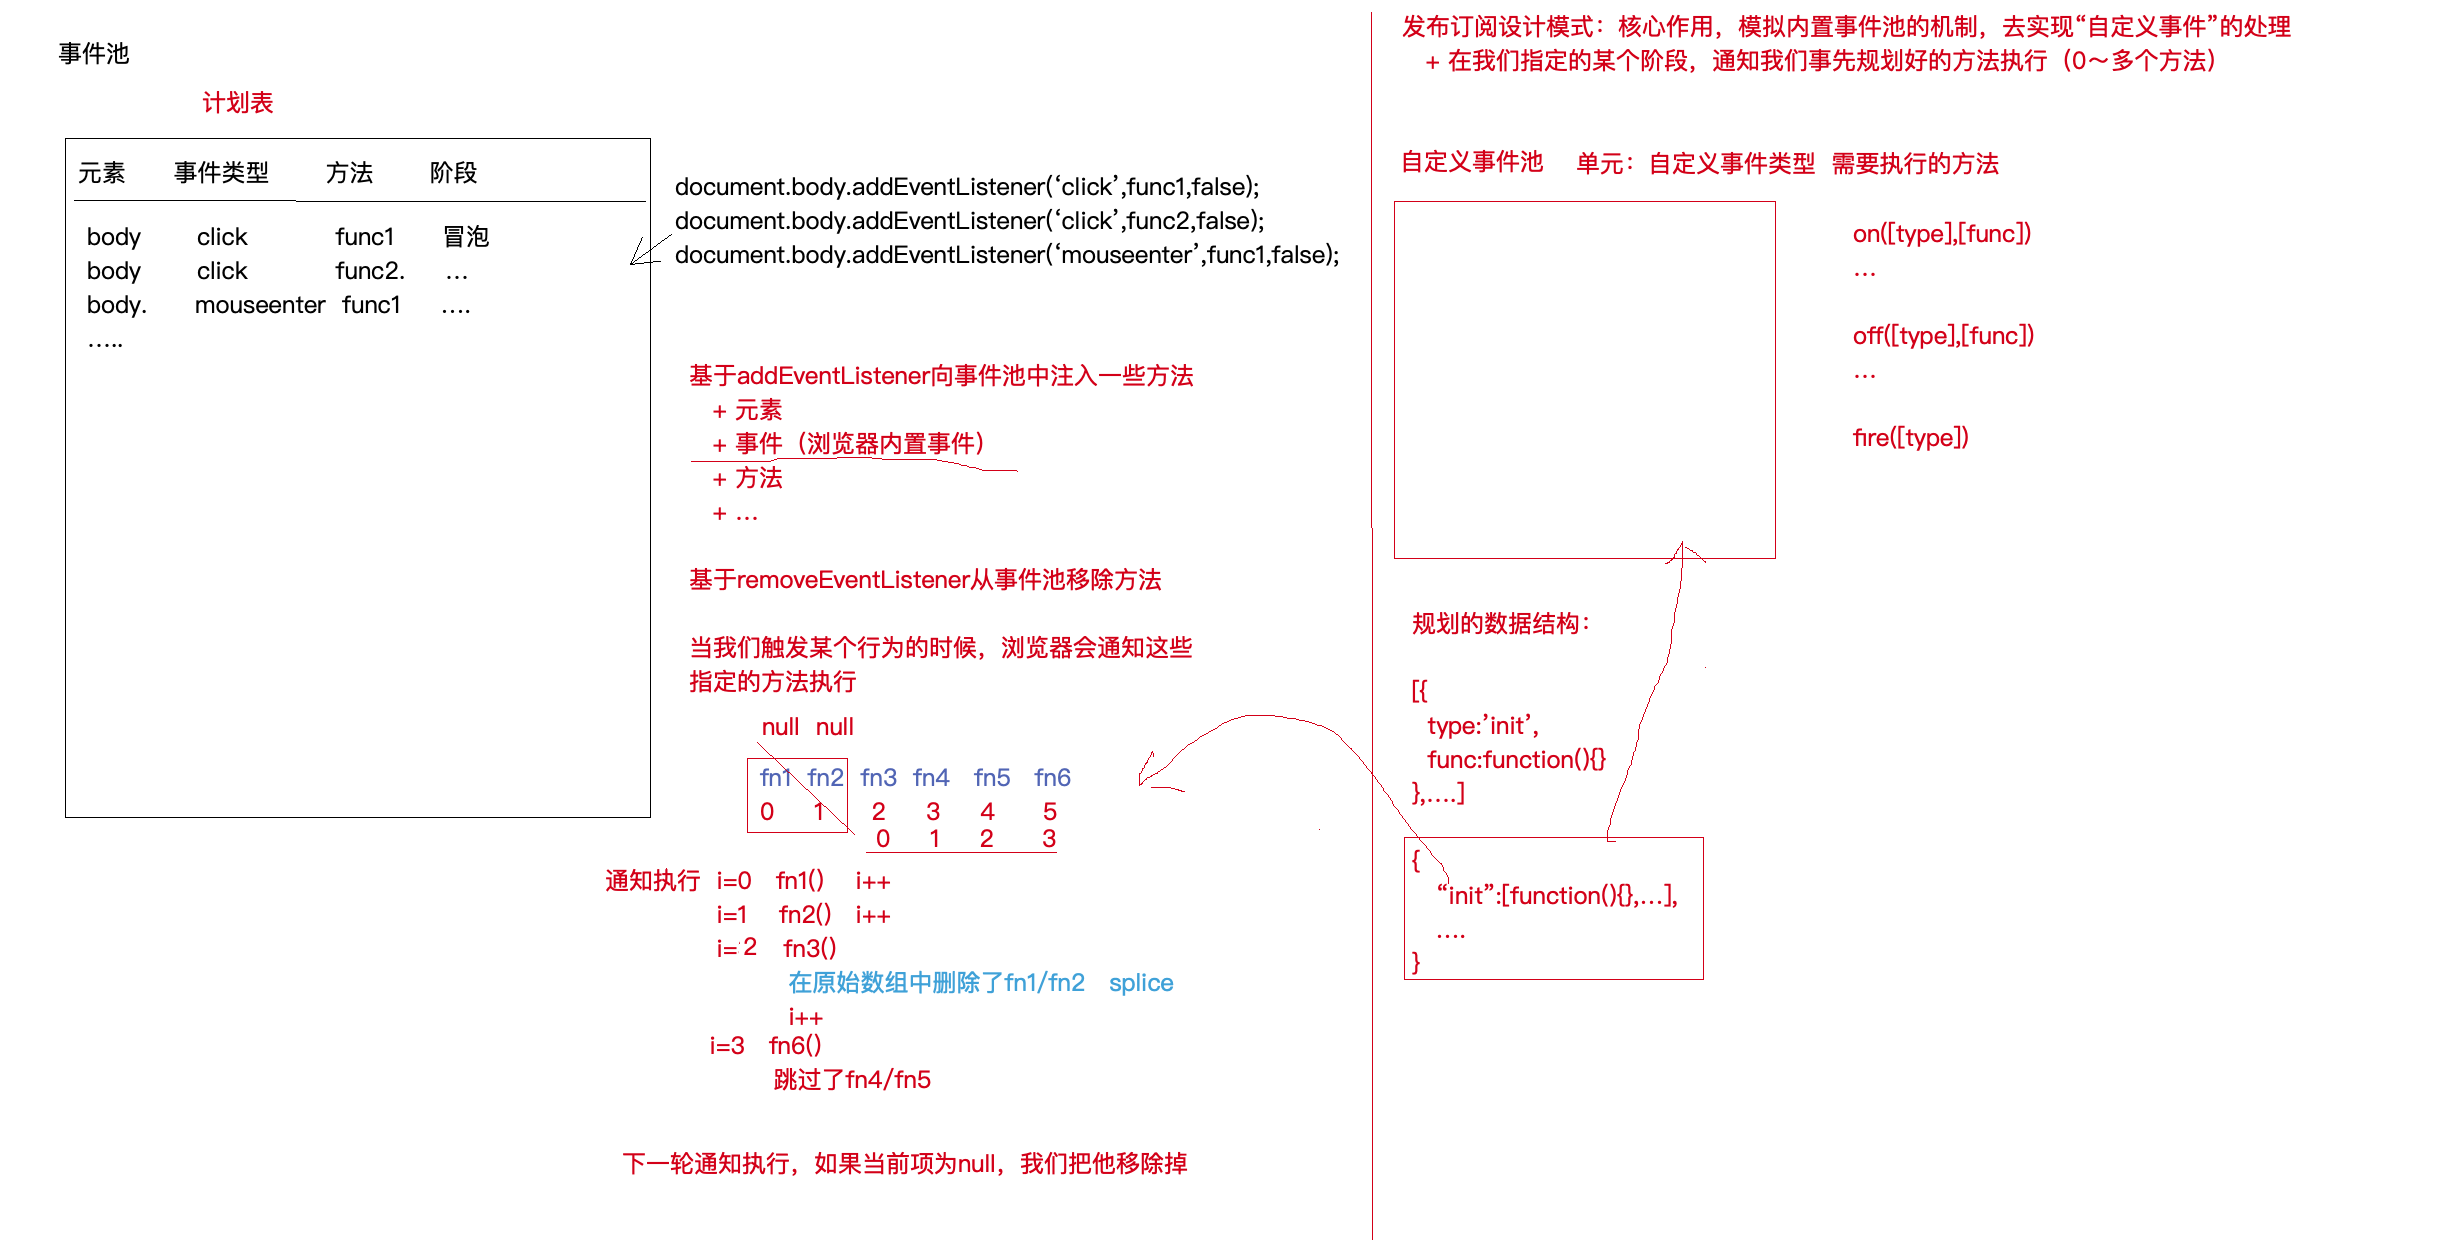 事件池
计划表
元素 事件类型 方法 阶段
body click func1 冒泡
body click func2. ...
body. mouseenter func1 ....
.....
document.body.addEventListener(‘click’,func1,false);
document.body.addEventListener(‘click’,func2,false);
document.body.addEventListener(‘mouseenter’,func1,false);
基于addEventListener向事件池中注入一些方法
+ 元素
+ 事件（浏览器内置事件）
+ 方法
+ ...
基于removeEventListener从事件池移除方法
当我们触发某个行为的时候，浏览器会通知这些
指定的方法执行
null null
fn1 fn2 fn3 fn4 fn5 fn6
0 1 2 3 4 5
0 1 2 3
通知执行 i=0 fn1() i++
i=1 fn2() i++
i=2 fn3()
在原始数组中删除了fn1/fn2 splice
i++
i=3 fn6()
跳过了fn4/fn5
下一轮通知执行，如果当前项为null，我们把他移除掉
发布订阅设计模式：核心作用，模拟内置事件池的机制，去实现“自定义事件”的处理
+ 在我们指定的某个阶段，通知我们事先规划好的方法执行（0～多个方法）
自定义事件池 单元：自定义事件类型 需要执行的方法
on([type],[func])
...
off([type],[func])
...
fire([type])
规划的数据结构：
[{
type:’init’,
func:function(){}
},....]
{
“init”:[function(){},...],
....
}